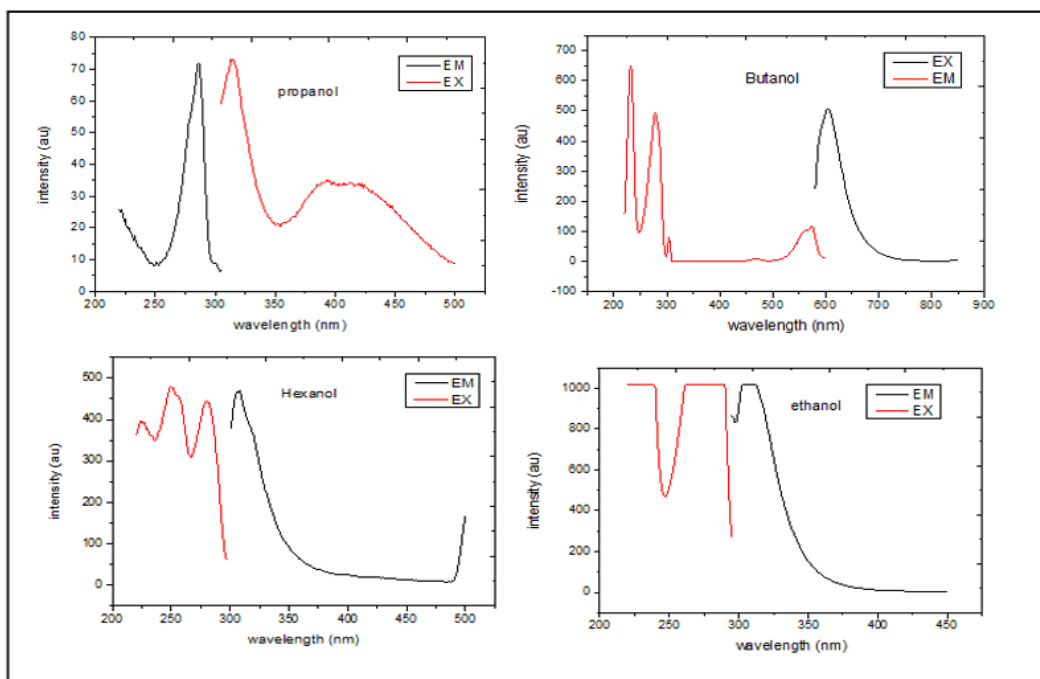 80
70
60
50
40
30
20
10
0
intensity (au)
propanol
EM
EX
200 250 300 350 400 450 500
wavelength (nm)
700
600
500
400
300
200
100
0
-100
intensity (au)
Butanol
EX
EM
200 300 400 500 600 700 800 900
wavelength (nm)
500
400
300
200
100
0
intensity (au)
Hexanol
EM
EX
200 250 300 350 400 450 500
wavelength (nm)
1000
800
600
400
200
0
intensity (au)
ethanol
EM
EX
200 250 300 350 400 450
wavelength (nm)